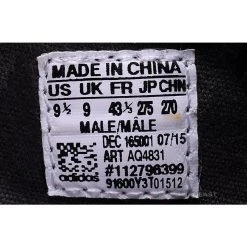 MADE IN CHINA
US UK FR JP CHN
9½ 9 43⅓ 275 270
MALE/MÂLE
DEC 165001 07/15
ART AQ4831
#112796399
adidas 91600Y3T01512